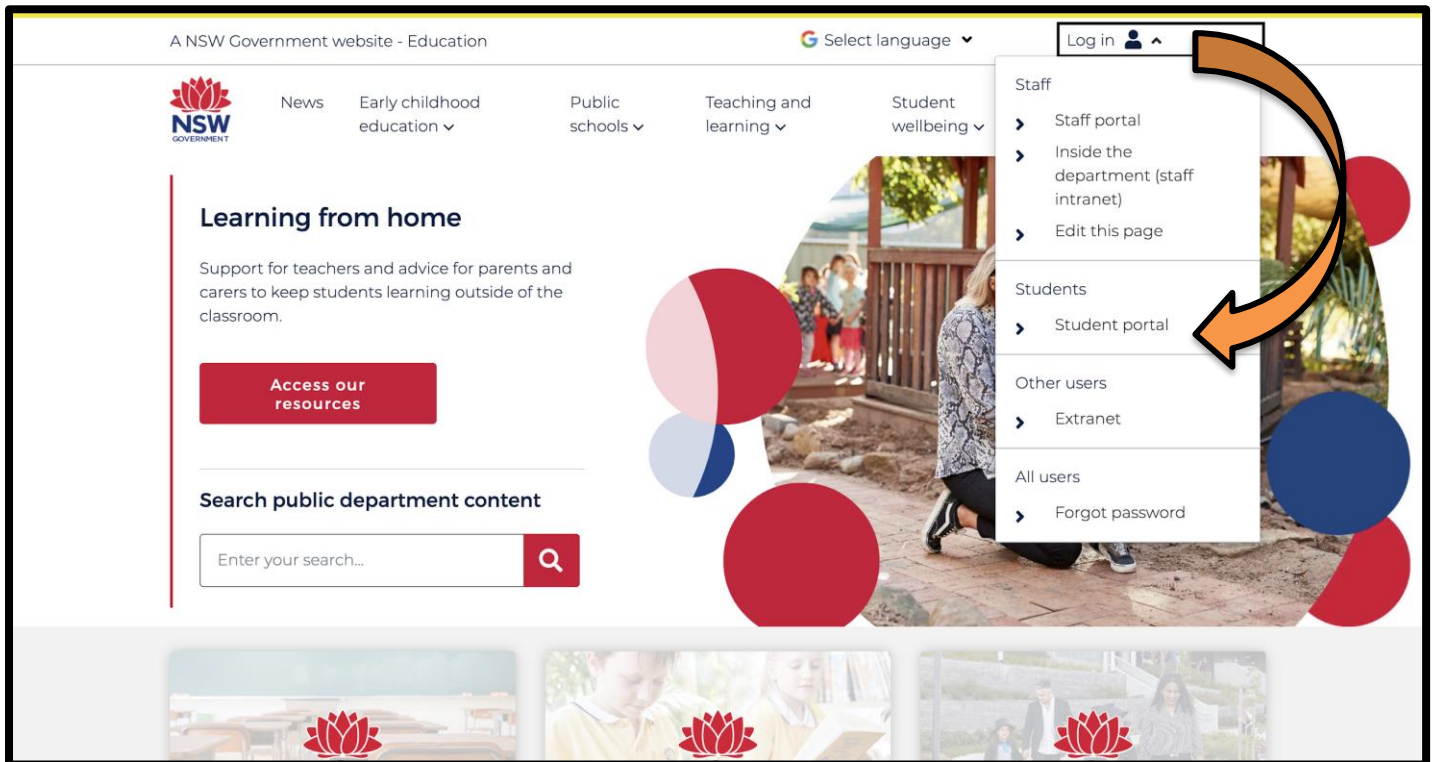 A NSW Government website - Education
Select language
Log in
NSW
GOVERNMENT
News
Early childhood
education
Public
schools
Teaching and
learning
Student
wellbeing
Staff
Staff portal
Inside the
department (staff
intranet)
Edit this page
Students
Student portal
Other users
Extranet
All users
Forgot password
Learning from home
Support for teachers and advice for parents and
carers to keep students learning outside of the
classroom.
Access our
resources
Search public department content
Enter your search...